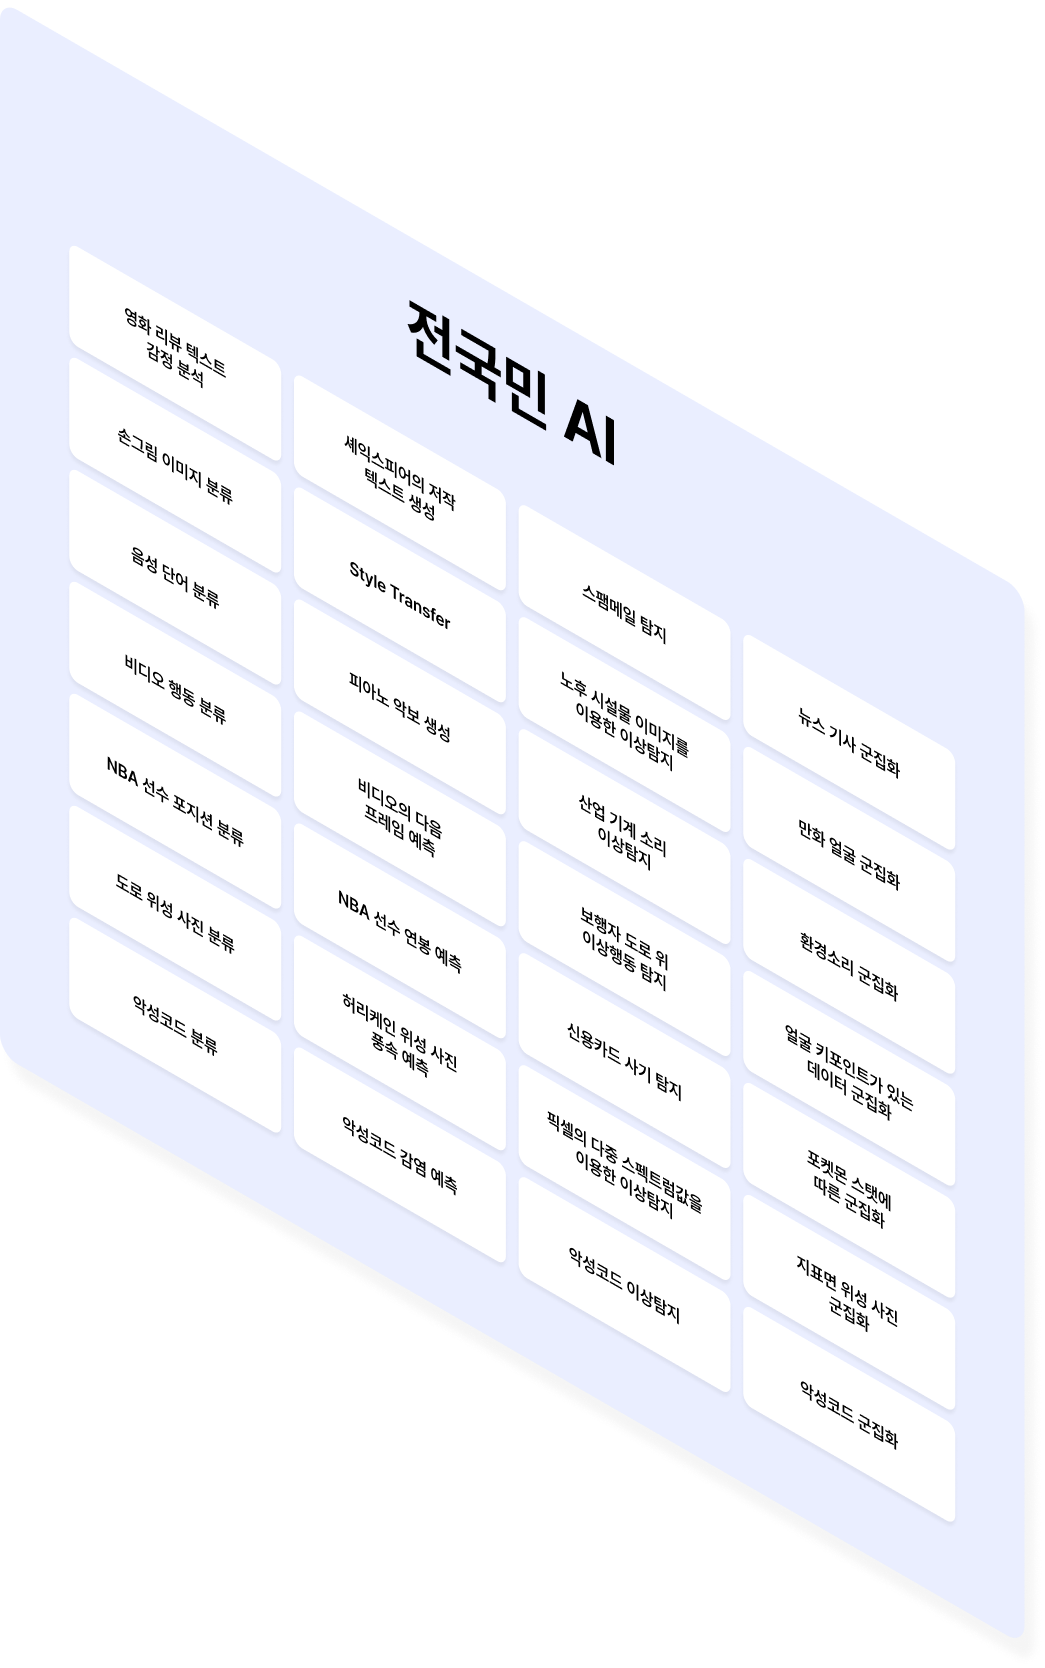 전국민 AI
영화 리뷰 텍스트
감정 분석
손그림 이미지 분류
음성 단어 분류
비디오 행동 분류
NBA 선수 포지션 분류
도로 위성 사진 분류
악성코드 분류
셰익스피어의 저작
텍스트 생성
Style Transfer
피아노 악보 생성
비디오의 다음
프레임 예측
NBA 선수 연봉 예측
허리케인 위성 사진
풍속 예측
악성코드 감염 예측
스팸메일 탐지
노후 시설물 이미지를
이용한 이상탐지
산업 기계 소리
이상탐지
보행자 도로 위
이상행동 탐지
신용카드 사기 탐지
픽셀의 다중 스펙트럼값을
이용한 이상탐지
악성코드 이상탐지
뉴스 기사 군집화
만화 얼굴 군집화
환경소리 군집화
얼굴 키포인트가 있는
데이터 군집화
포켓몬 스탯에
따른 군집화
지표면 위성 사진
군집화
악성코드 군집화